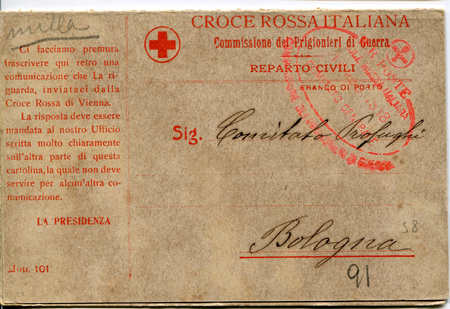 milla
Ci facciamo premura
trascrivere qui retro una
comunicazione che La ri-
guarda, inviataci dalla
Croce Rossa di Vienna.
La risposta deve essere
mandata al nostro Ufficio
scritta molto chiaramente
sull'altra parte di questa
cartolina, la quale non deve
servire per alcun'altra co-
municazione.
LA PRESIDENZA
Mod. 101
CROCE ROSSA ITALIANA
Commissione dei Prigionieri di Guerra
REPARTO CIVILI
FRANCO DI PORTO
Sig. Comitato Profughi
Bologna
58
91